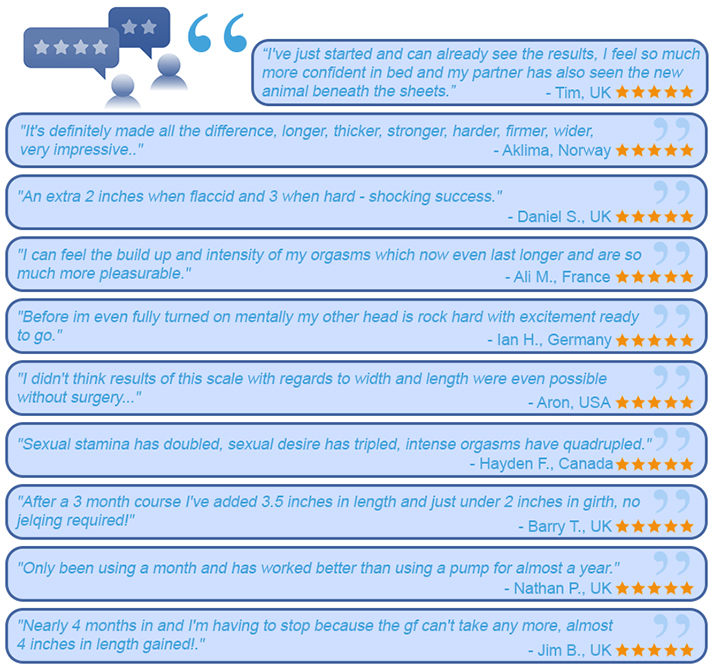 “I've just started and can already see the results, I feel so much
more confident in bed and my partner has also seen the new
animal beneath the sheets.”
- Tim, UK
"It's definitely made all the difference, longer, thicker, stronger, harder, firmer, wider,
very impressive.."
- Aklima, Norway
"An extra 2 inches when flaccid and 3 when hard - shocking success."
- Daniel S., UK
"I can feel the build up and intensity of my orgasms which now even last longer and are so
much more pleasurable."
- Ali M., France
"Before im even fully turned on mentally my other head is rock hard with excitement ready
to go."
- Ian H., Germany
"I didn't think results of this scale with regards to width and length were even possible
without surgery..."
- Aron, USA
"Sexual stamina has doubled, sexual desire has tripled, intense orgasms have quadrupled."
- Hayden F., Canada
"After a 3 month course I've added 3.5 inches in length and just under 2 inches in girth, no
jelqing required!"
- Barry T., UK
"Only been using a month and has worked better than using a pump for almost a year."
- Nathan P., UK
"Nearly 4 months in and I'm having to stop because the gf can't take any more, almost
4 inches in length gained!."
- Jim B., UK